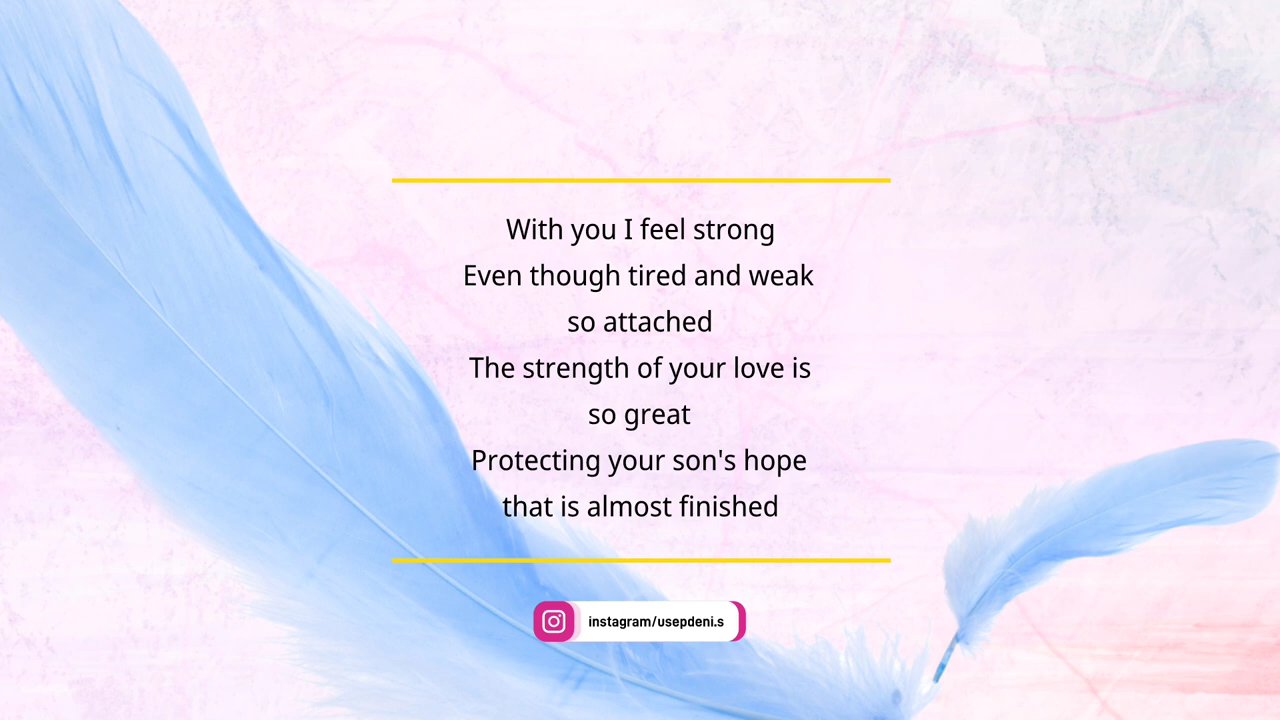 With you I feel strong
Even though tired and weak
so attached
The strength of your love is
so great
Protecting your son's hope
that is almost finished
instagram/usepdeni.s